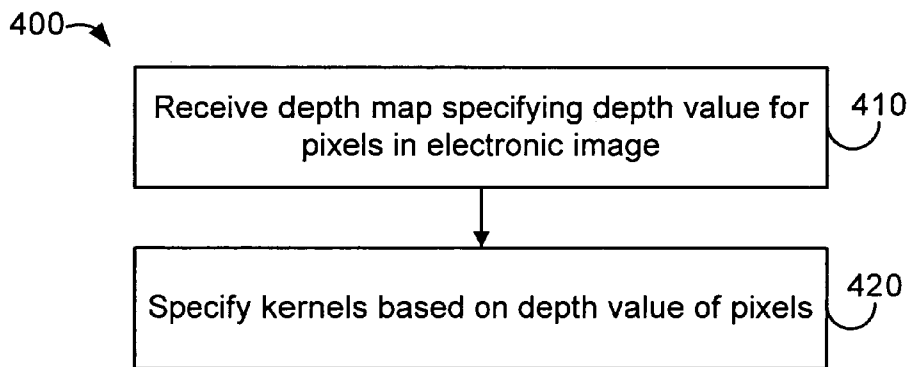 400
Receive depth map specifying depth value for
pixels in electronic image
410
Specify kernels based on depth value of pixels
420